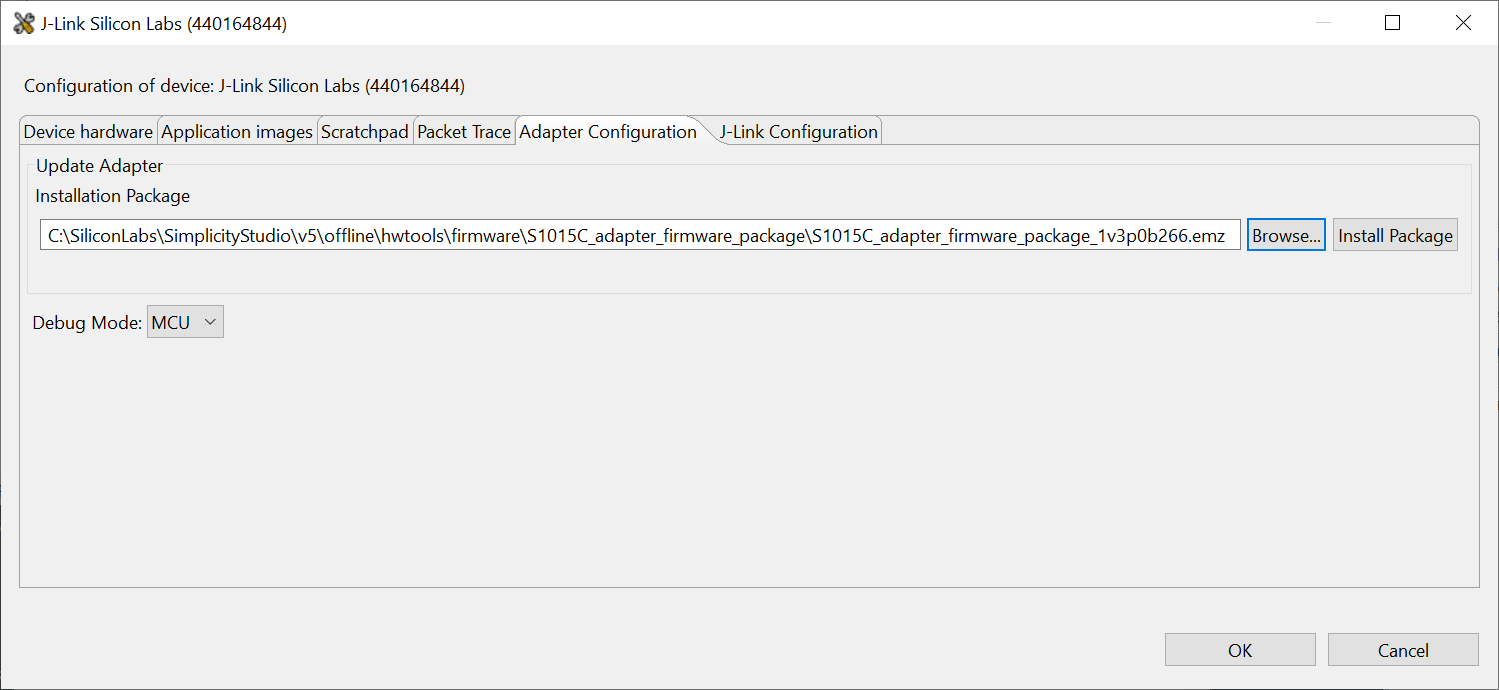 J-Link Silicon Labs (440164844)
Configuration of device: J-Link Silicon Labs (440164844)
Device hardware Application images Scratchpad Packet Trace Adapter Configuration J-Link Configuration
Update Adapter
Installation Package
C:\SiliconLabs\SimplicityStudio\v5\offline\hwtools\firmware\S1015C_adapter_firmware_package\S1015C_adapter_firmware_package_1v3p0b266.emz Browse... Install Package
Debug Mode: MCU
OK Cancel